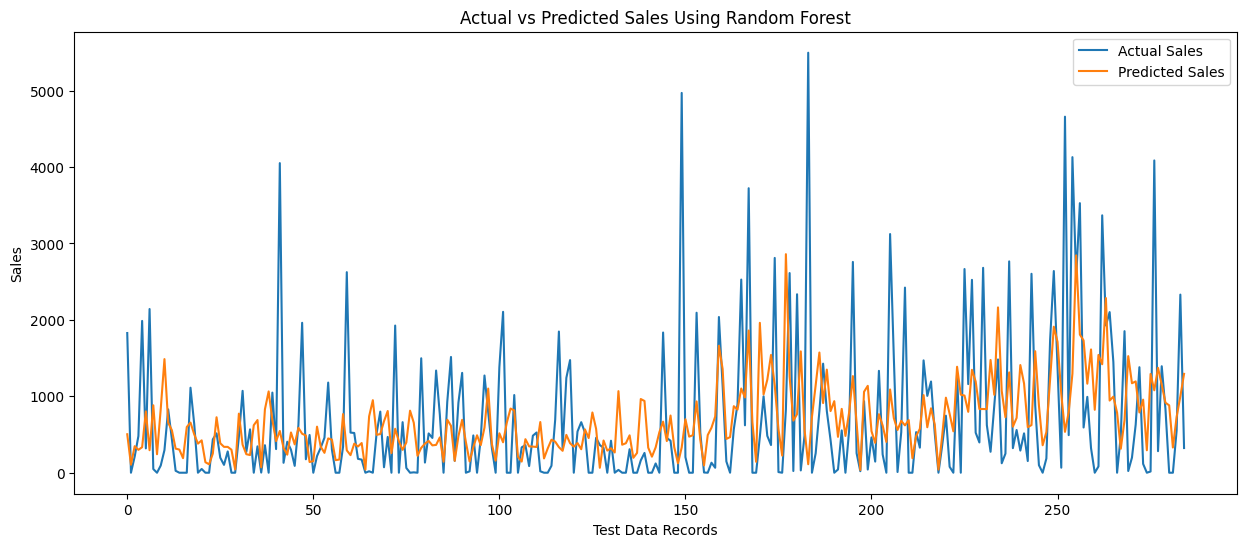 Actual vs Predicted Sales Using Random Forest
Actual Sales
Predicted Sales
Sales
5000
4000
3000
2000
1000
0
0 50 100 150 200 250
Test Data Records